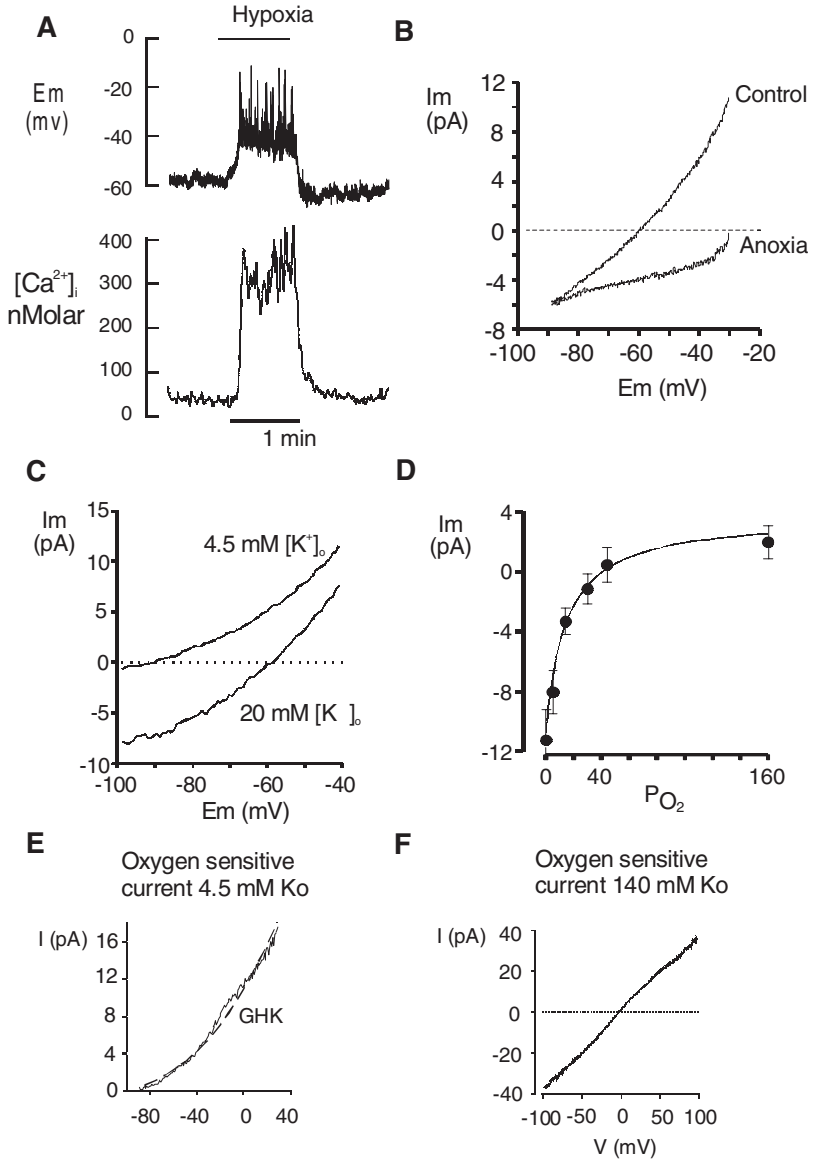 A
Hypoxia
0
-20
Em
(mv)
-40
-60
400
[Ca²⁺]ᵢ
nMolar
300
200
100
0
1 min
B
Im
(pA)
12
8
4
0
-4
-8
Control
Anoxia
-100 -80 -60 -40 -20
Em (mV)
C
Im
(pA)
15
10
5
0
-5
-10
4.5 mM [K⁺]ₒ
20 mM [K ]ₒ
-100 -80 -60 -40
Em (mV)
D
Im
(pA)
4
0
-4
-8
-12
0 40 160
PO₂
E
Oxygen sensitive
current 4.5 mM Ko
I (pA)
16
12
8
4
0
GHK
-80 -40 0 40
F
Oxygen sensitive
current 140 mM Ko
I (pA)
40
20
0
-20
-40
-100 -50 0 50 100
V (mV)